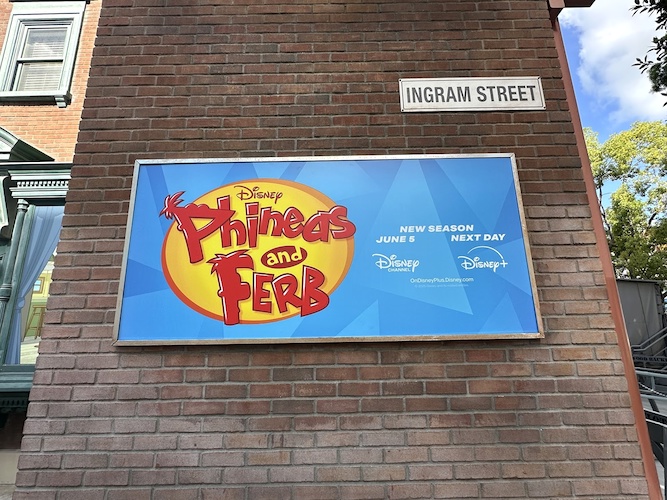 INGRAM STREET
Disney
Phineas
and
FERB
NEW SEASON
JUNE 5 NEXT DAY
Disney CHANNEL Disney+
OnDisneyPlus.Disney.com